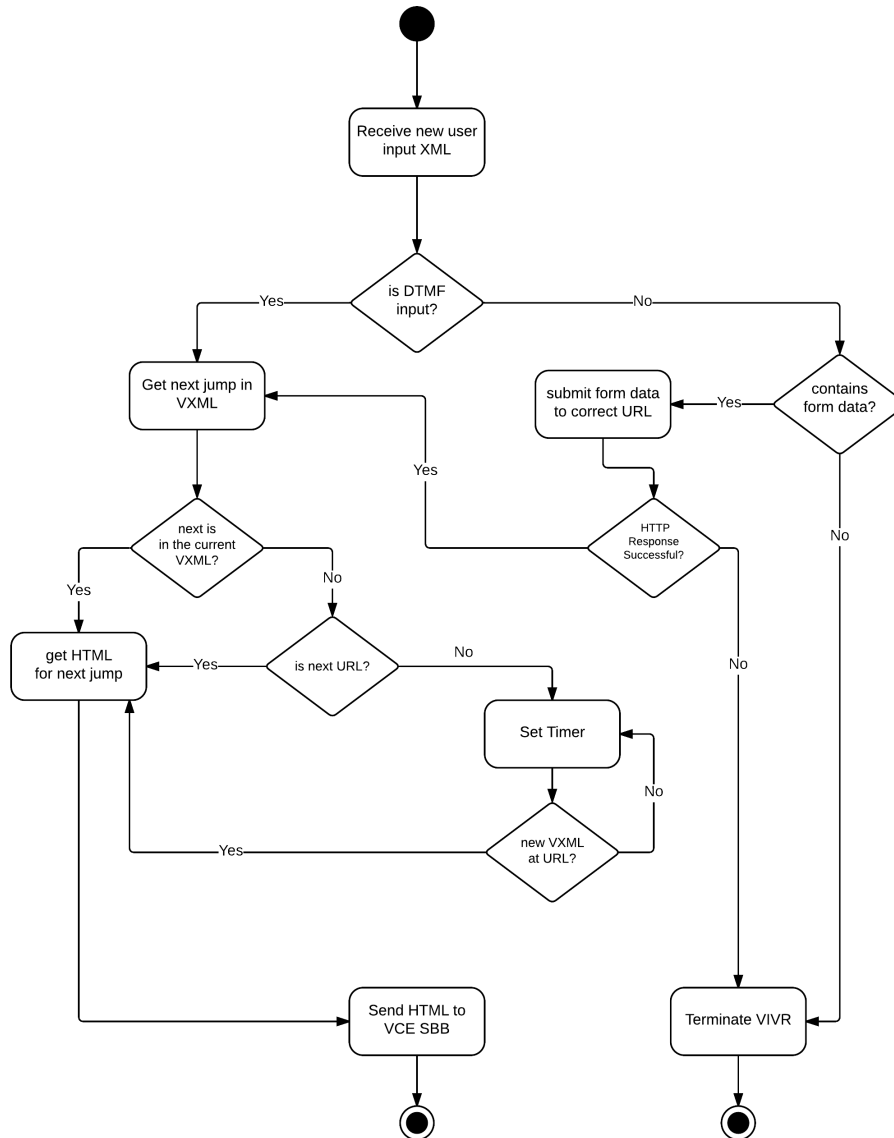 Receive new user
input XML
is DTMF
input?
Yes
No
Get next jump in
VXML
submit form data
to correct URL
Yes
contains
form data?
Yes
next is
in the current
VXML?
HTTP
Response
Successful?
No
Yes
No
get HTML
for next jump
Yes
is next URL?
No
No
Set Timer
No
new VXML
at URL?
Yes
Send HTML to
VCE SBB
Terminate VIVR